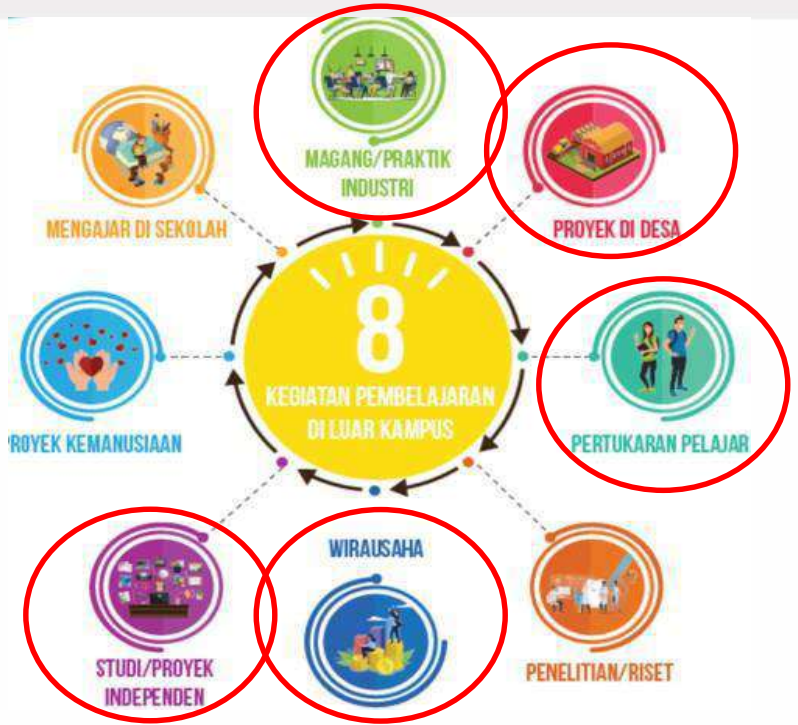 MAGANG/PRAKTIK
INDUSTRI
PROYEK DI DESA
MENGAJAR DI SEKOLAH
8
KEGIATAN PEMBELAJARAN
DI LUAR KAMPUS
PERTUKARAN PELAJAR
ROYEK KEMANUSIAAN
WIRAUSAHA
PENELITIAN/RISET
STUDI/PROYEK
INDEPENDEN